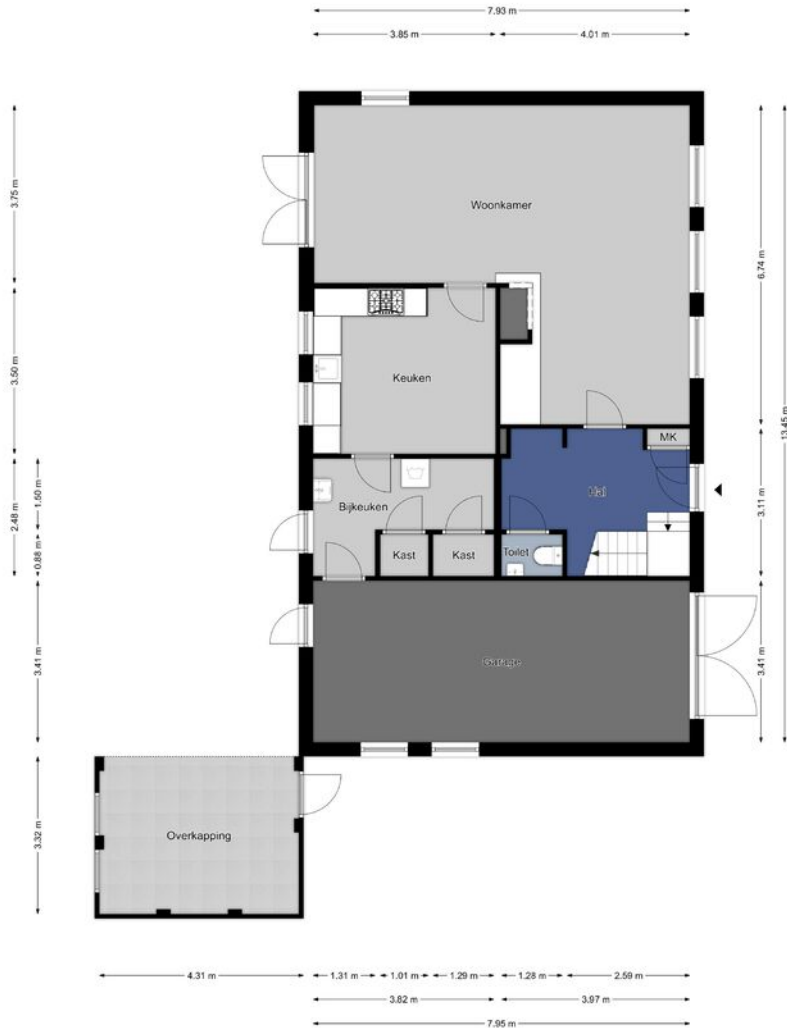 7.93 m
3.85 m
4.01 m
3.75 m
3.50 m
1.60 m
2.48 m
0.88 m
3.41 m
3.32 m
6.74 m
13.45 m
3.11 m
3.41 m
Woonkamer
Keuken
MK
Hal
Bijkeuken
Kast
Kast
Toilet
Garage
Overkapping
4.31 m
1.31 m
1.01 m
1.29 m
1.28 m
2.59 m
3.82 m
3.97 m
7.95 m